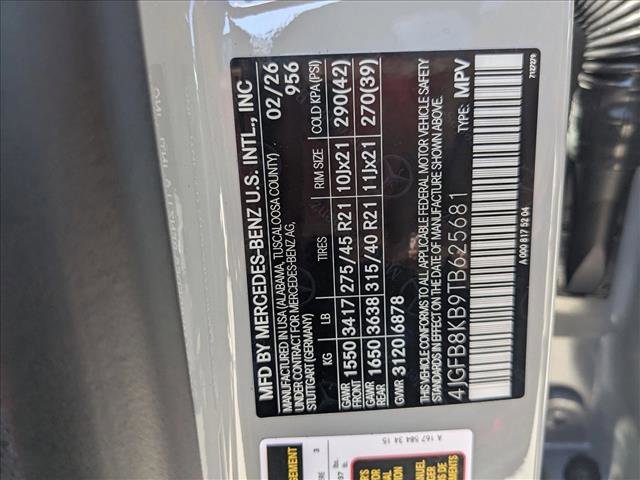 MFD BY MERCEDES-BENZ U.S. INTL., INC
MANUFACTURED IN USA (ALABAMA, TUSCALOOSA COUNTY) 02/26
UNDER CONTRACT FOR MERCEDES-BENZ AG, 956
STUTTGART (GERMANY)
KG LB TIRES RIM SIZE COLD KPA (PSI)
GAWR FRONT 1550 3417 275/45 R21 10Jx21 290(42)
GAWR REAR 1650 3638 315/40 R21 11Jx21 270(39)
GWR 3120 6878
THIS VEHICLE CONFORMS TO ALL APPLICABLE FEDERAL MOTOR VEHICLE SAFETY
STANDARDS IN EFFECT ON THE DATE OF MANUFACTURE SHOWN ABOVE.
4JGFB8KB9TB625681 TYPE: MPV
A 000 817 52 04
A 167 584 34 15